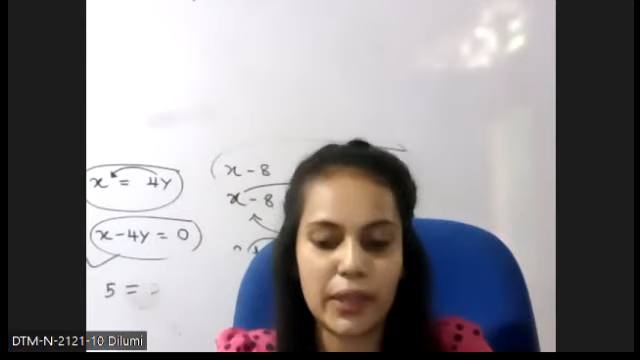 x = 4y
x - 4y = 0
5 =
(x - 8
x - 8
DTM-N-2121-10 Dilumi